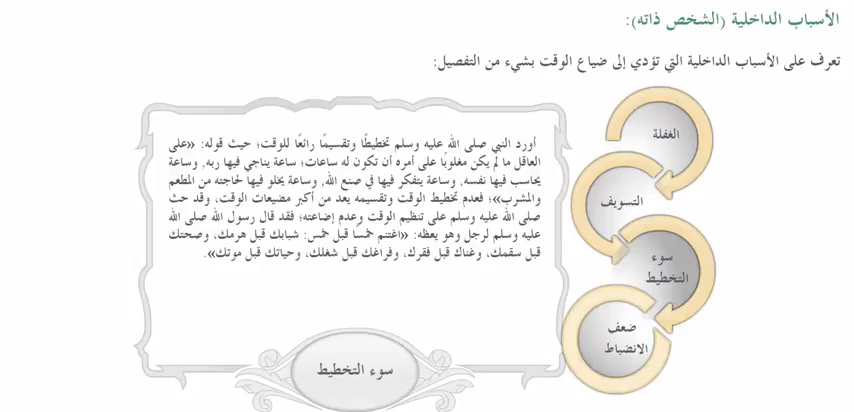 الأسباب الداخلية (الشخص ذاته):
تعرف على الأسباب الداخلية التي تؤدي إلى ضياع الوقت بشيء من التفصيل:
الغفلة
التسويف
سوء
التخطيط
ضعف
الانضباط
أورد النبي صلى الله عليه وسلم تخطيطًا وتقسيمًا رائعًا للوقت؛ حيث قوله: «على
العاقل ما لم يكن مغلوبًا على أمره أن تكون له ساعات؛ ساعة يناجي فيها ربه, وساعة
يحاسب فيها نفسه, وساعة يتفكر فيها في صنع الله, وساعة يخلو فيها لحاجته من المطعم
والمشرب»؛ فعدم تخطيط الوقت وتقسيمه يعد من أكبر مضيعات الوقت، وقد حث
صلى الله عليه وسلم على تنظيم الوقت وعدم إضاعته؛ فقد قال رسول الله صلى الله
عليه وسلم لرجل وهو يعظه: «اغتنم خمسًا قبل خمس: شبابك قبل هرمك، وصحتك
قبل سقمك، وغناك قبل فقرك، وفراغك قبل شغلك، وحياتك قبل موتك».
سوء التخطيط